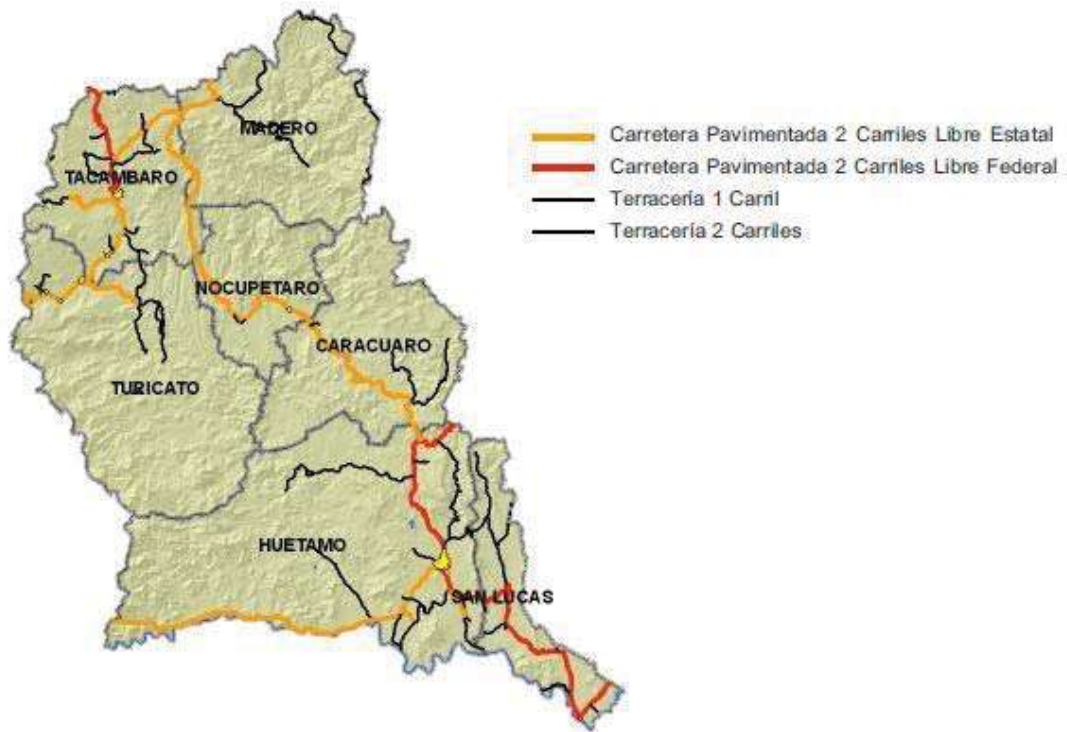 MADERO
TACAMBARO
NOCUPETARO
CARACUARO
TURICATO
HUETAMO
SAN LUCAS
Carretera Pavimentada 2 Carriles Libre Estatal
Carretera Pavimentada 2 Carriles Libre Federal
Terracería 1 Carril
Terracería 2 Carriles